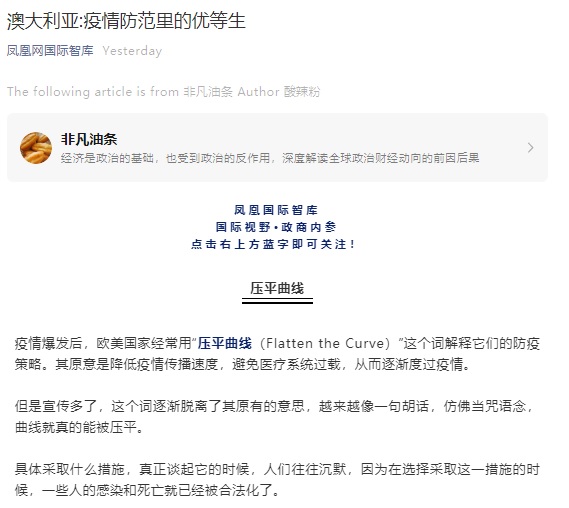 澳大利亚:疫情防范里的优等生
凤凰网国际智库 Yesterday
The following article is from 非凡油条 Author 酸辣粉
非凡油条
经济是政治的基础，也受到政治的反作用，深度解读全球政治财经动向的前因后果
凤凰国际智库
国际视野•政商内参
点击右上方蓝字即可关注！
压平曲线
疫情爆发后，欧美国家经常用“压平曲线（Flatten the Curve）”这个词解释它们的防疫
策略。其原意是降低疫情传播速度，避免医疗系统过载，从而逐渐度过疫情。
但是宣传多了，这个词逐渐脱离了其原有的意思，越来越像一句胡话，仿佛当咒语念，
曲线就真的能被压平。
具体采取什么措施，真正谈起它的时候，人们往往沉默，因为在选择采取这一措施的时
候，一些人的感染和死亡就已经被合法化了。